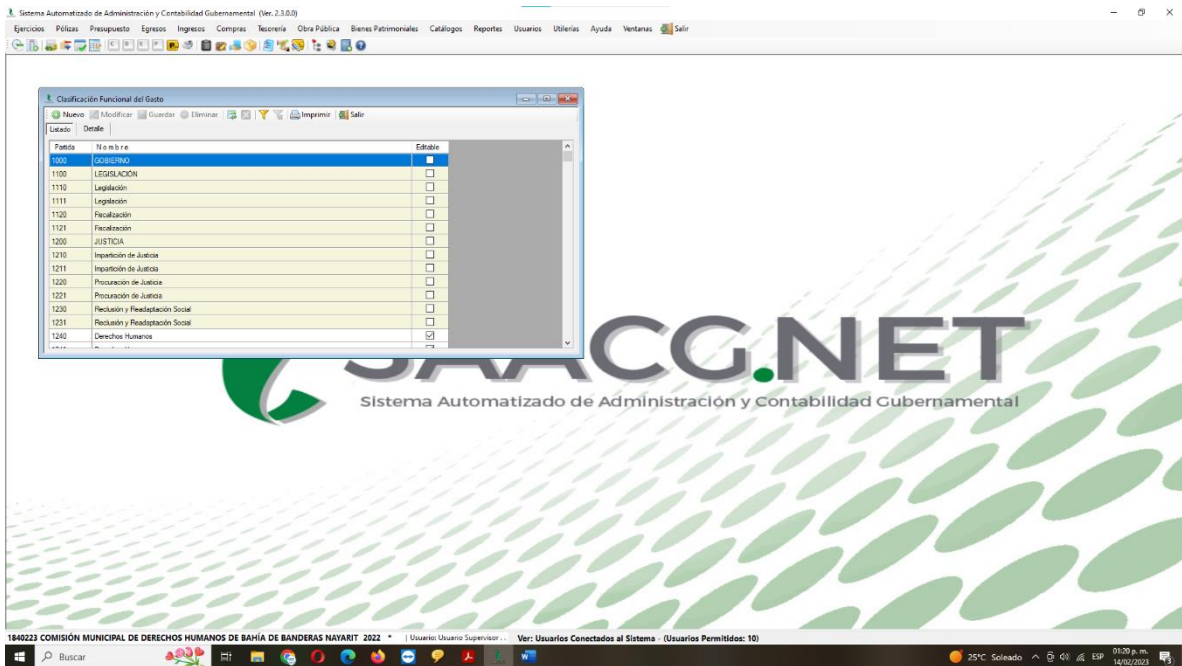 Sistema Automatizado de Administración y Contabilidad Gubernamental (Ver. 2.3.0.0)
Ejercicios Pólizas Presupuesto Egresos Ingresos Compras Tesorería Obra Pública Bienes Patrimoniales Catálogos Reportes Usuarios Utilerías Ayuda Ventanas Salir
Clasificación Funcional del Gasto
Nuevo Modificar Guardar Eliminar Imprimir Salir
Listado Detalle
Partida Nombre Editable
1000 GOBIERNO
1100 LEGISLACIÓN
1110 Legislación
1111 Legislación
1120 Fiscalización
1121 Fiscalización
1200 JUSTICIA
1210 Impartición de Justicia
1211 Impartición de Justicia
1220 Procuración de Justicia
1221 Procuración de Justicia
1230 Reclusión y Readaptación Social
1231 Reclusión y Readaptación Social
1240 Derechos Humanos
SAACG.NET
Sistema Automatizado de Administración y Contabilidad Gubernamental
1840223 COMISIÓN MUNICIPAL DE DERECHOS HUMANOS DE BAHÍA DE BANDERAS NAYARIT 2022 * | Usuario: Usuario Supervisor . . Ver: Usuarios Conectados al Sistema - (Usuarios Permitidos: 10)
Buscar 25°C Soleado ESP 01:20 p. m.
14/02/2023